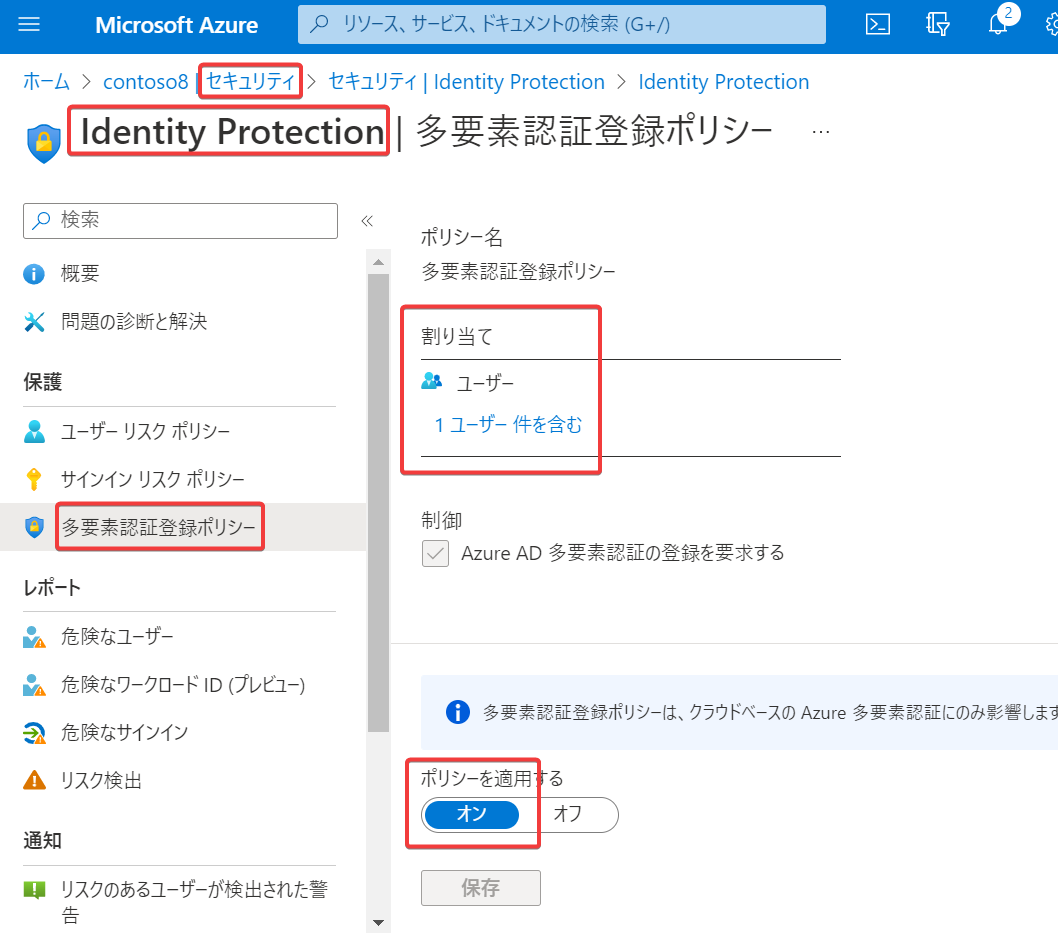 Microsoft Azure
リソース、サービス、ドキュメントの検索 (G+/)
2
ホーム > contoso8 | セキュリティ > セキュリティ | Identity Protection > Identity Protection
Identity Protection | 多要素認証登録ポリシー ...
検索
«
概要
問題の診断と解決
保護
ユーザー リスク ポリシー
サインイン リスク ポリシー
多要素認証登録ポリシー
レポート
危険なユーザー
危険なワークロード ID (プレビュー)
危険なサインイン
リスク検出
通知
リスクのあるユーザーが検出された警
告
ポリシー名
多要素認証登録ポリシー
割り当て
ユーザー
1 ユーザー 件を含む
制御
Azure AD 多要素認証の登録を要求する
多要素認証登録ポリシーは、クラウドベースの Azure 多要素認証にのみ影響します
ポリシーを適用する
オン オフ
保存